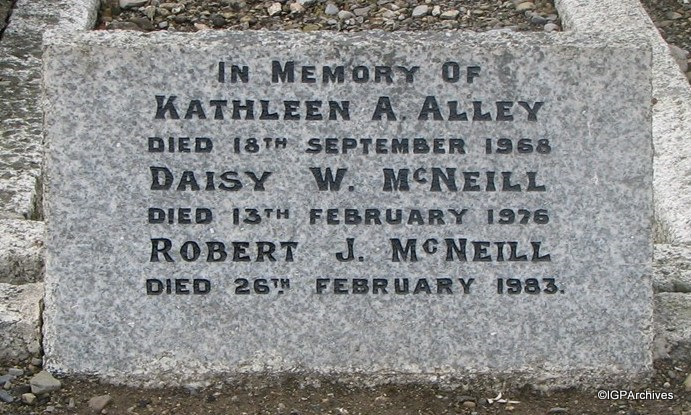 In Memory Of
Kathleen A. Alley
died 18th September 1968
Daisy W. McNeill
died 13th February 1976
Robert J. McNeill
died 26th February 1983.
©IGPArchives